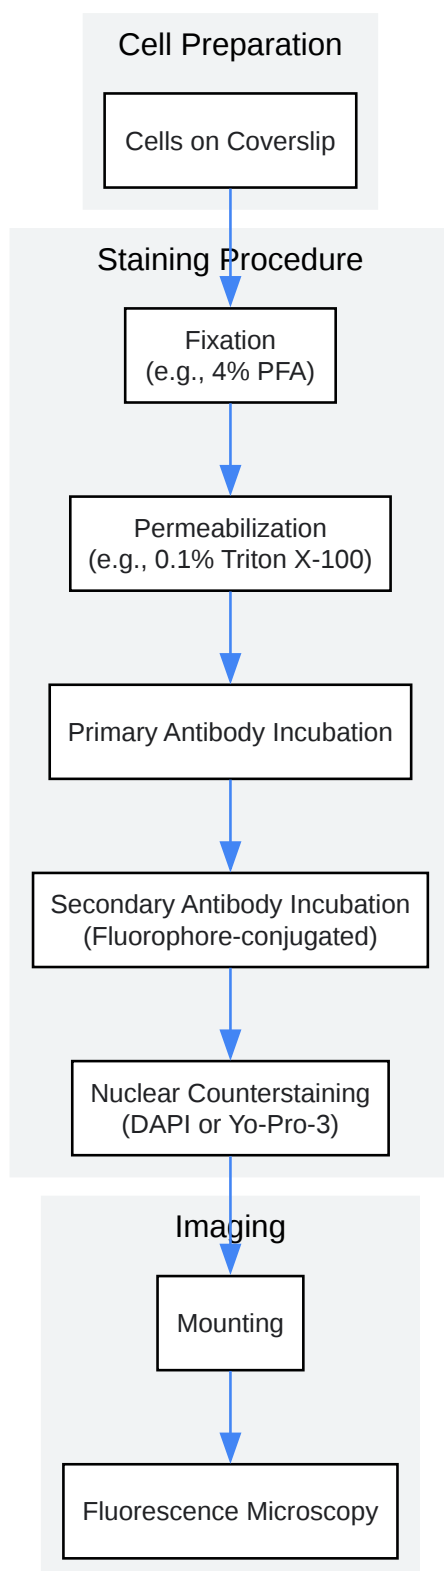 Cell Preparation
Cells on Coverslip
Staining Procedure
Fixation
(e.g., 4% PFA)
Permeabilization
(e.g., 0.1% Triton X-100)
Primary Antibody Incubation
Secondary Antibody Incubation
(Fluorophore-conjugated)
Nuclear Counterstaining
(DAPI or Yo-Pro-3)
Imaging
Mounting
Fluorescence Microscopy